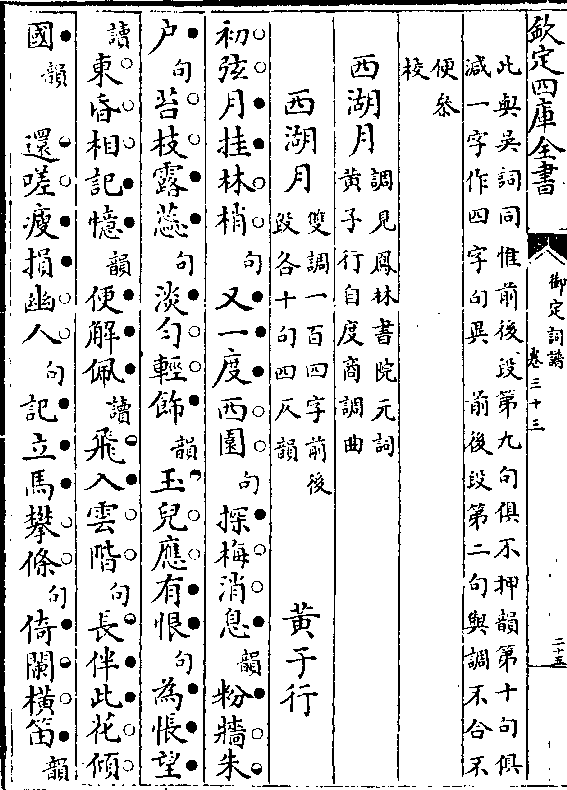 欽定四庫全書
御定詞譜
卷三十三
二十五
此與吳詞同惟前後段第九句俱不押韻第十句俱
減一字作四字句異　前後段第二句與調不合不
便參
校
西湖月調見鳳林書院元詞
黃子行自度商調曲
西湖月雙調一百四字前後
段各十句四仄韻　黃子行
初弦月挂林梢句又一度西園句探梅消息韻粉牆朱
户句苔枝露蕊句淡匀輕飾韻玉兒應有恨句為悵望
讀東昏相記憶韻便解佩讀飛入雲階句長伴此花傾
國韻　還嗟瘦損幽人句記立馬攀條句倚闌橫笛韻